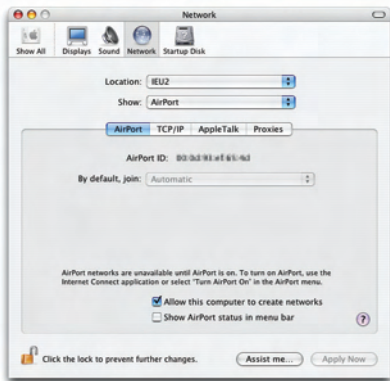 Network
Show All Displays Sound Network Startup Disk
Location: IEU2
Show: AirPort
AirPort TCP/IP AppleTalk Proxies
AirPort ID:
By default, join: Automatic
AirPort networks are unavailable until AirPort is on. To turn on AirPort, use the
Internet Connect application or select "Turn AirPort On" in the AirPort menu.
Allow this computer to create networks
Show AirPort status in menu bar
?
Click the lock to prevent further changes. Assist me... Apply Now